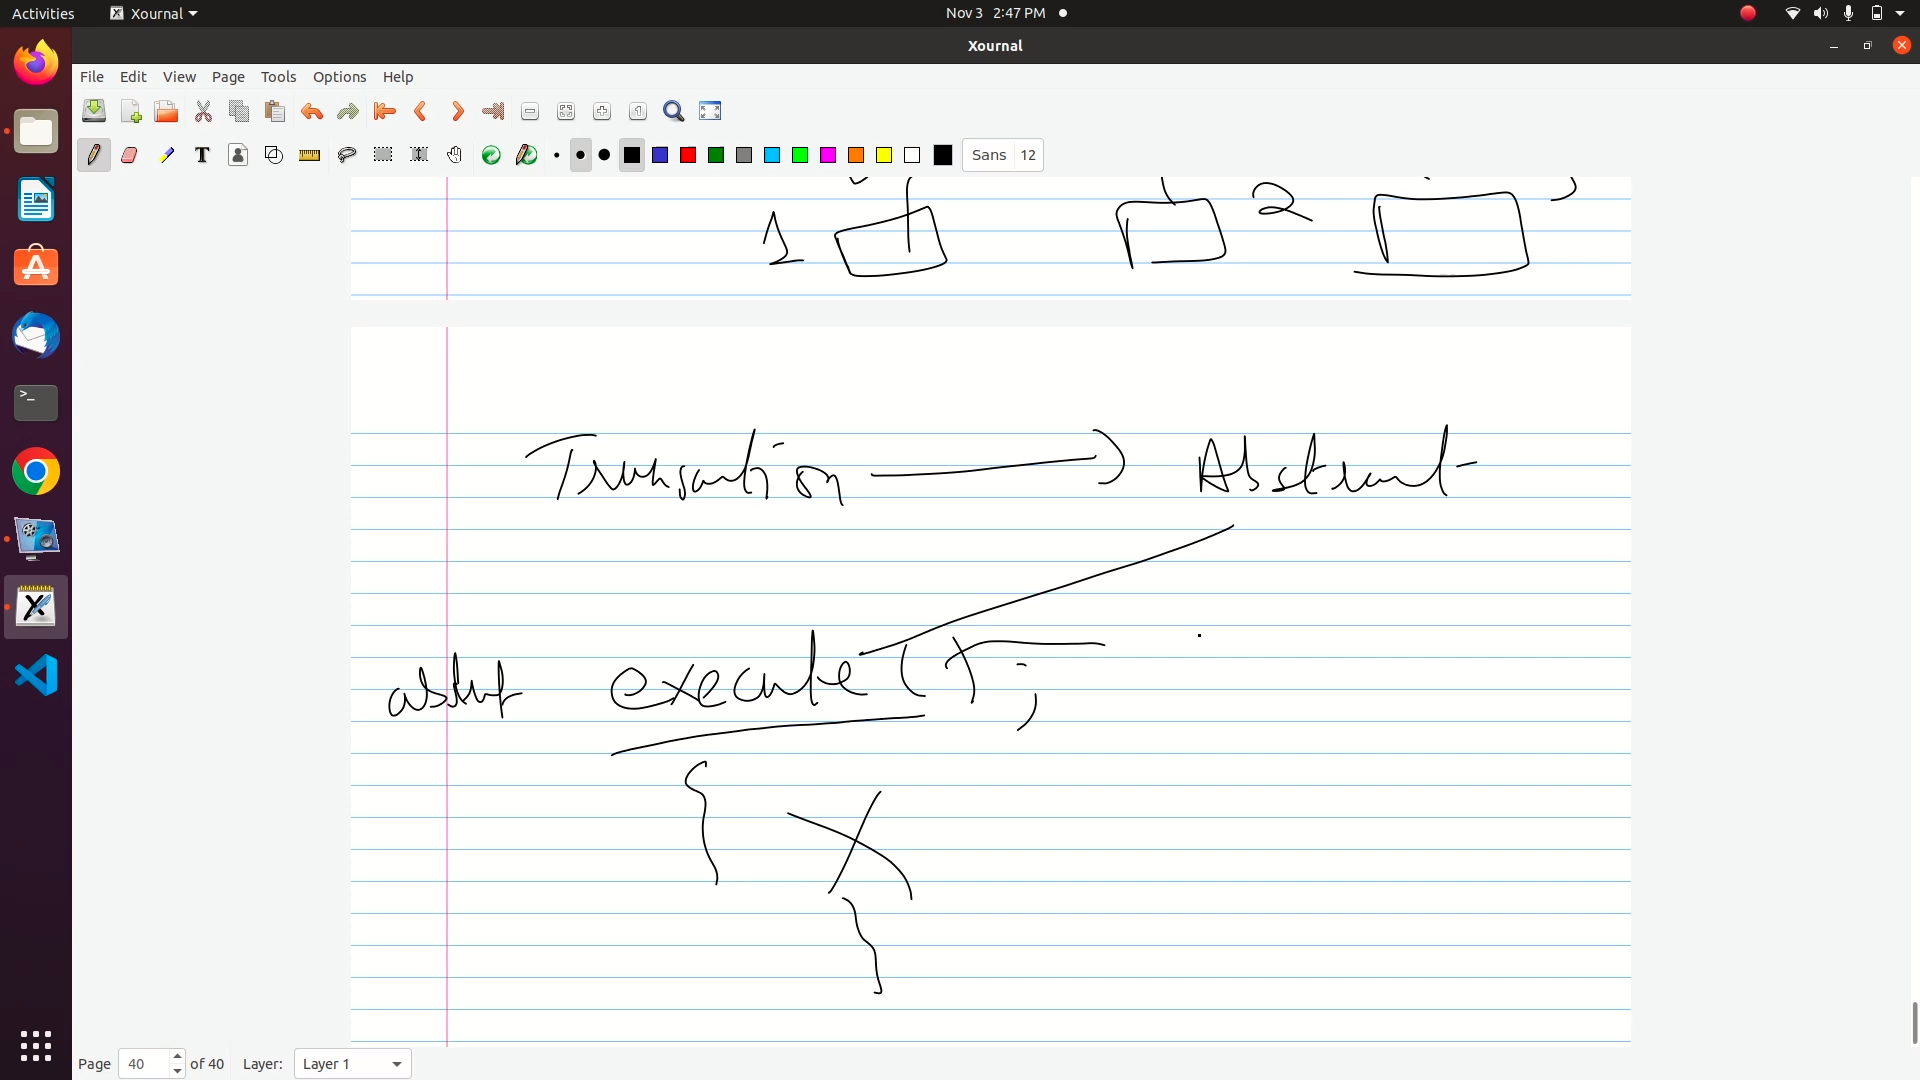 Activities Xournal Nov 3 2:47 PM
Xournal
File Edit View Page Tools Options Help
Sans 12
1 2
Transaction Abstract
execute ( ) ;
{ X
}
Page 40 of 40 Layer: Layer 1